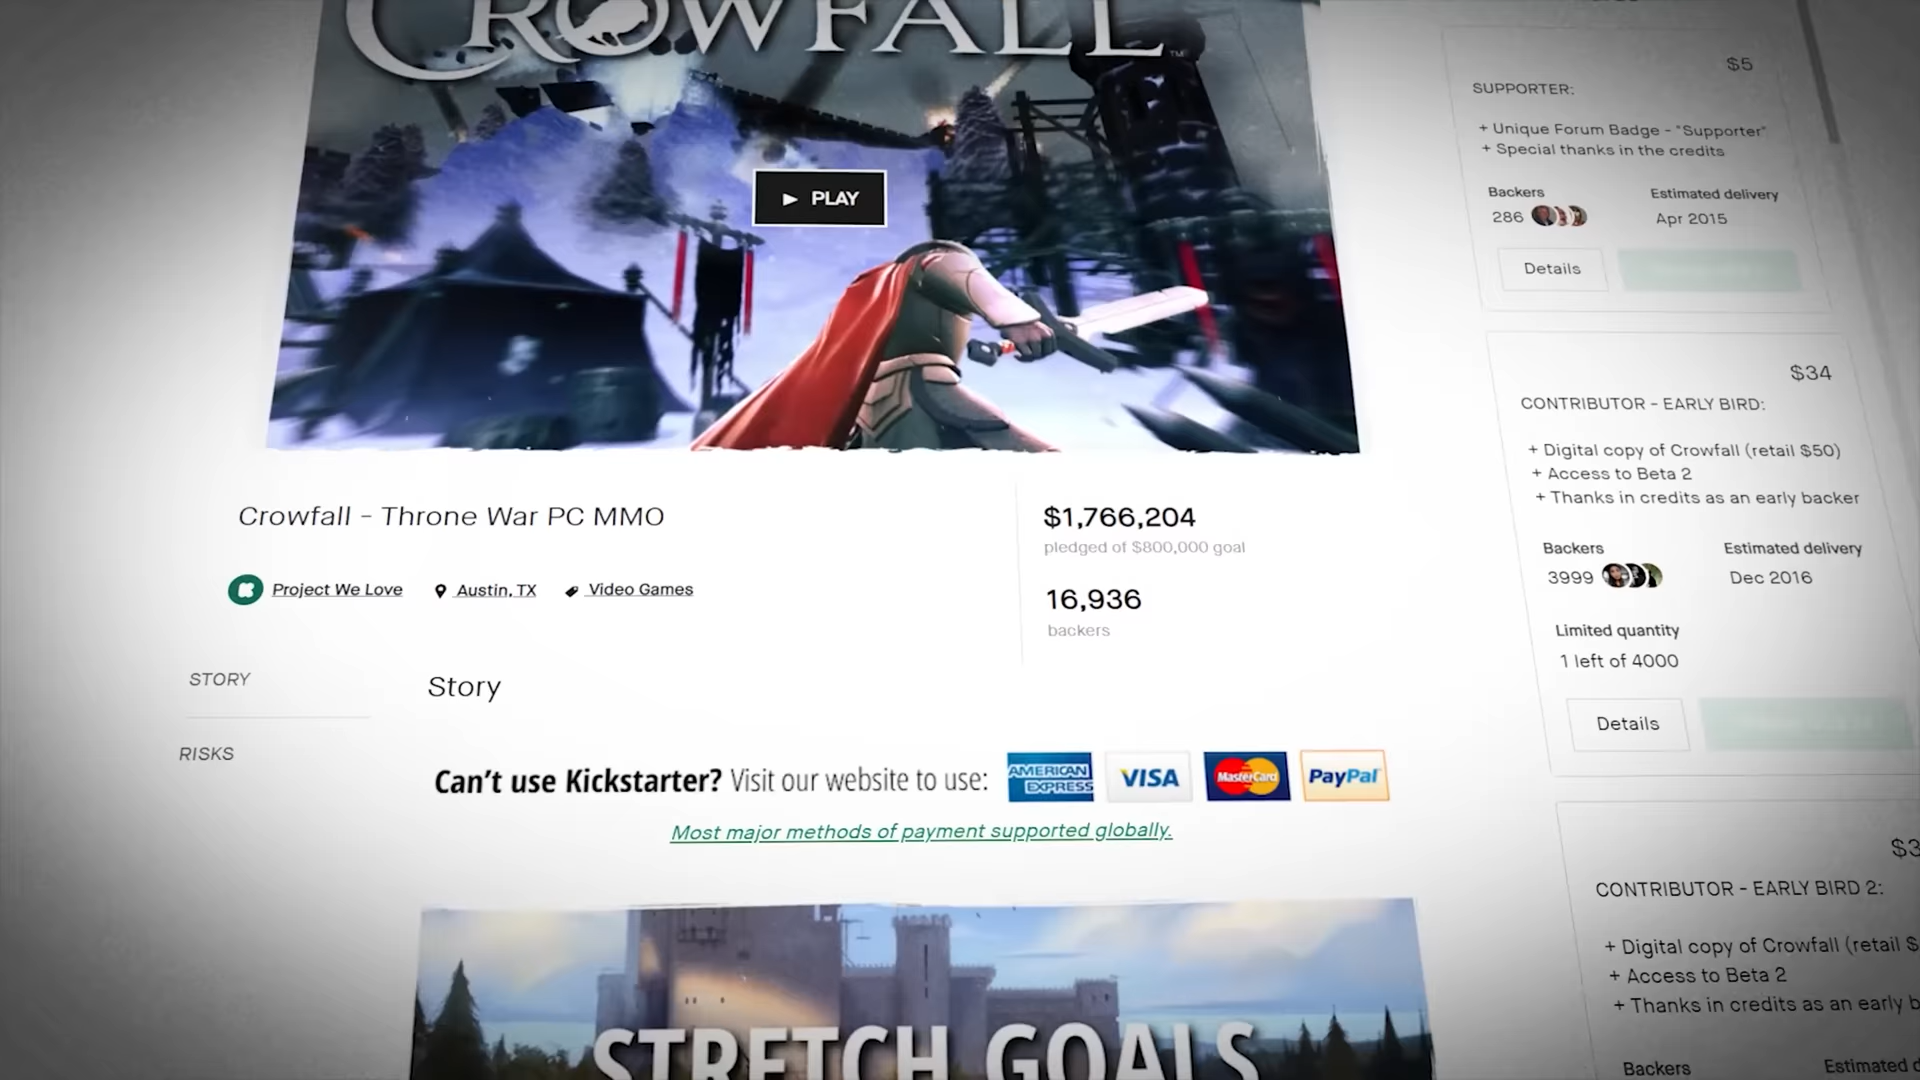 CROWFALL™
PLAY
Crowfall - Throne War PC MMO
Project We Love
Austin, TX
Video Games
$1,766,204
pledged of $800,000 goal
16,936
backers
STORY
RISKS
Story
Can't use Kickstarter? Visit our website to use:
AMERICAN EXPRESS
VISA
MasterCard
PayPal
Most major methods of payment supported globally.
STRETCH GOALS
$5
SUPPORTER:
+ Unique Forum Badge - "Supporter"
+ Special thanks in the credits
Backers
Estimated delivery
286
Apr 2015
Details
$34
CONTRIBUTOR - EARLY BIRD:
+ Digital copy of Crowfall (retail $50)
+ Access to Beta 2
+ Thanks in credits as an early backer
Backers
Estimated delivery
3999
Dec 2016
Limited quantity
1 left of 4000
Details
$3
CONTRIBUTOR - EARLY BIRD 2:
+ Digital copy of Crowfall (retail $
+ Access to Beta 2
+ Thanks in credits as an early b
Backers
Estimated d